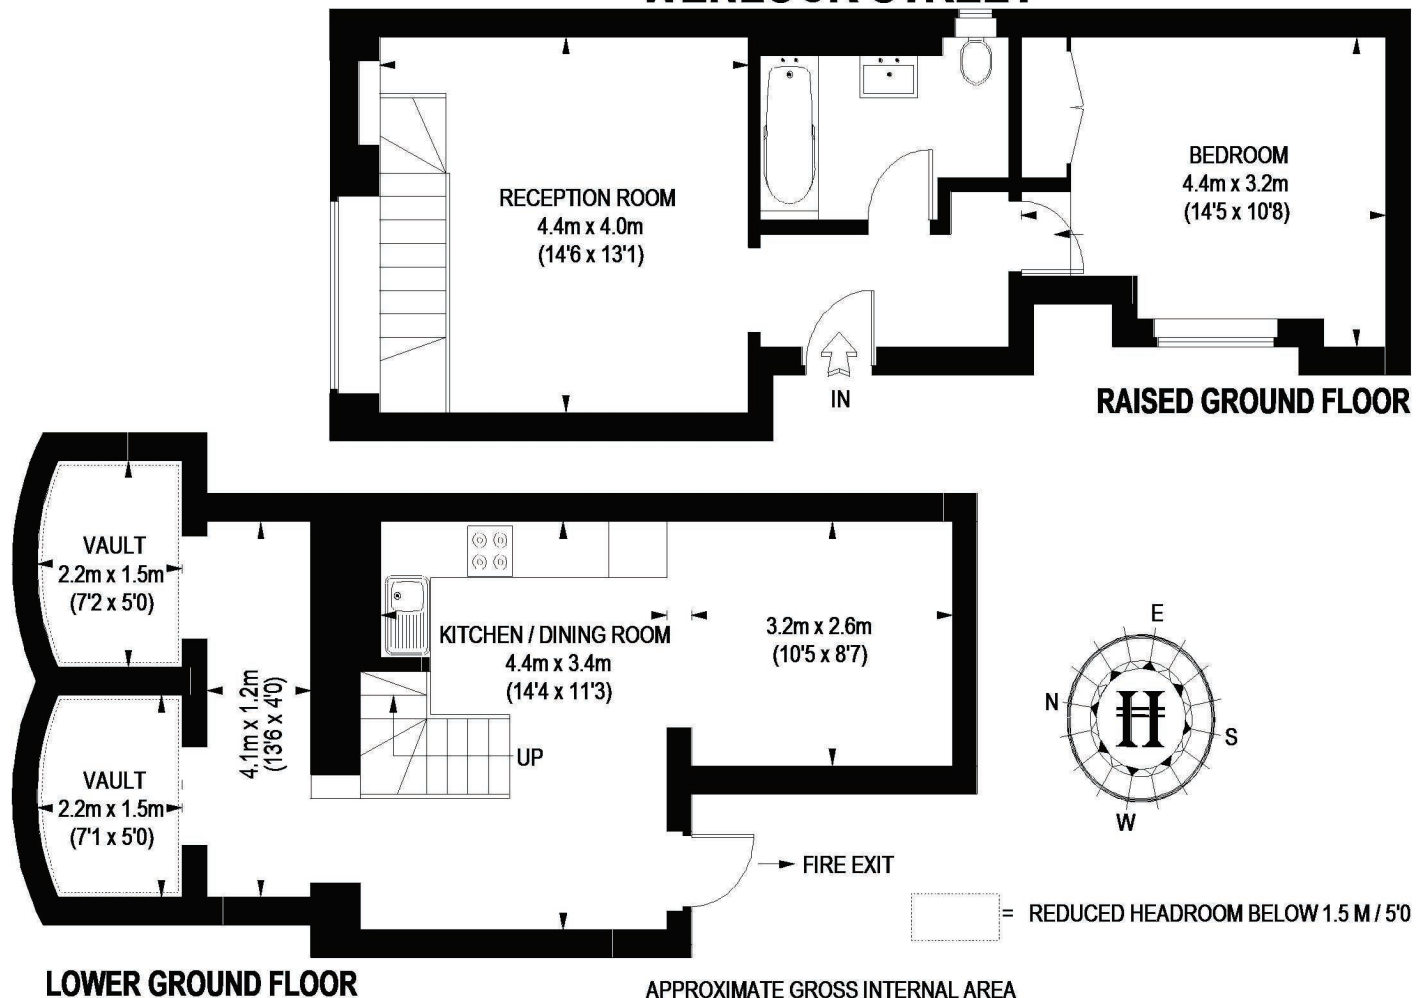 RECEPTION ROOM
4.4m x 4.0m
(14'6 x 13'1)
BEDROOM
4.4m x 3.2m
(14'5 x 10'8)
IN
RAISED GROUND FLOOR
VAULT
2.2m x 1.5m
(7'2 x 5'0)
4.1m x 1.2m
(13'6 x 4'0)
KITCHEN / DINING ROOM
4.4m x 3.4m
(14'4 x 11'3)
3.2m x 2.6m
(10'5 x 8'7)
UP
VAULT
2.2m x 1.5m
(7'1 x 5'0)
FIRE EXIT
E
N
H
S
W
= REDUCED HEADROOM BELOW 1.5 M / 5'0
LOWER GROUND FLOOR
APPROXIMATE GROSS INTERNAL AREA